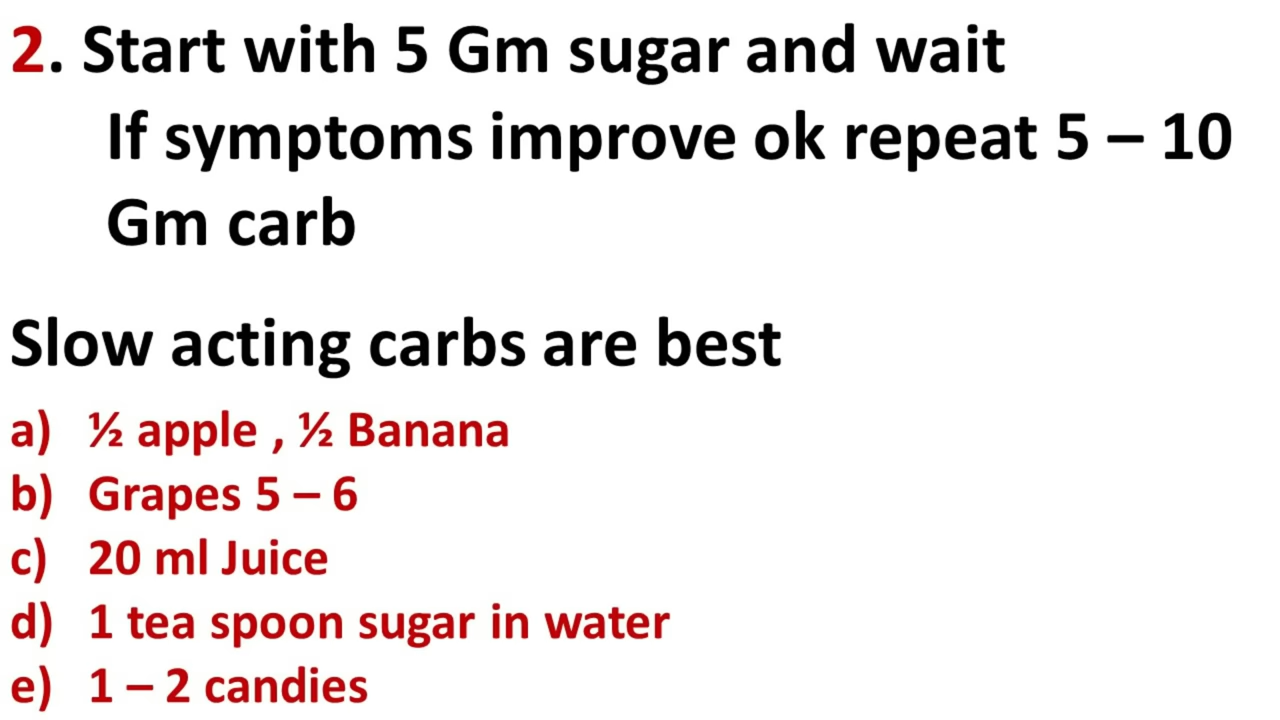 2. Start with 5 Gm sugar and wait
If symptoms improve ok repeat 5 – 10
Gm carb
Slow acting carbs are best
a) ½ apple , ½ Banana
b) Grapes 5 – 6
c) 20 ml Juice
d) 1 tea spoon sugar in water
e) 1 – 2 candies